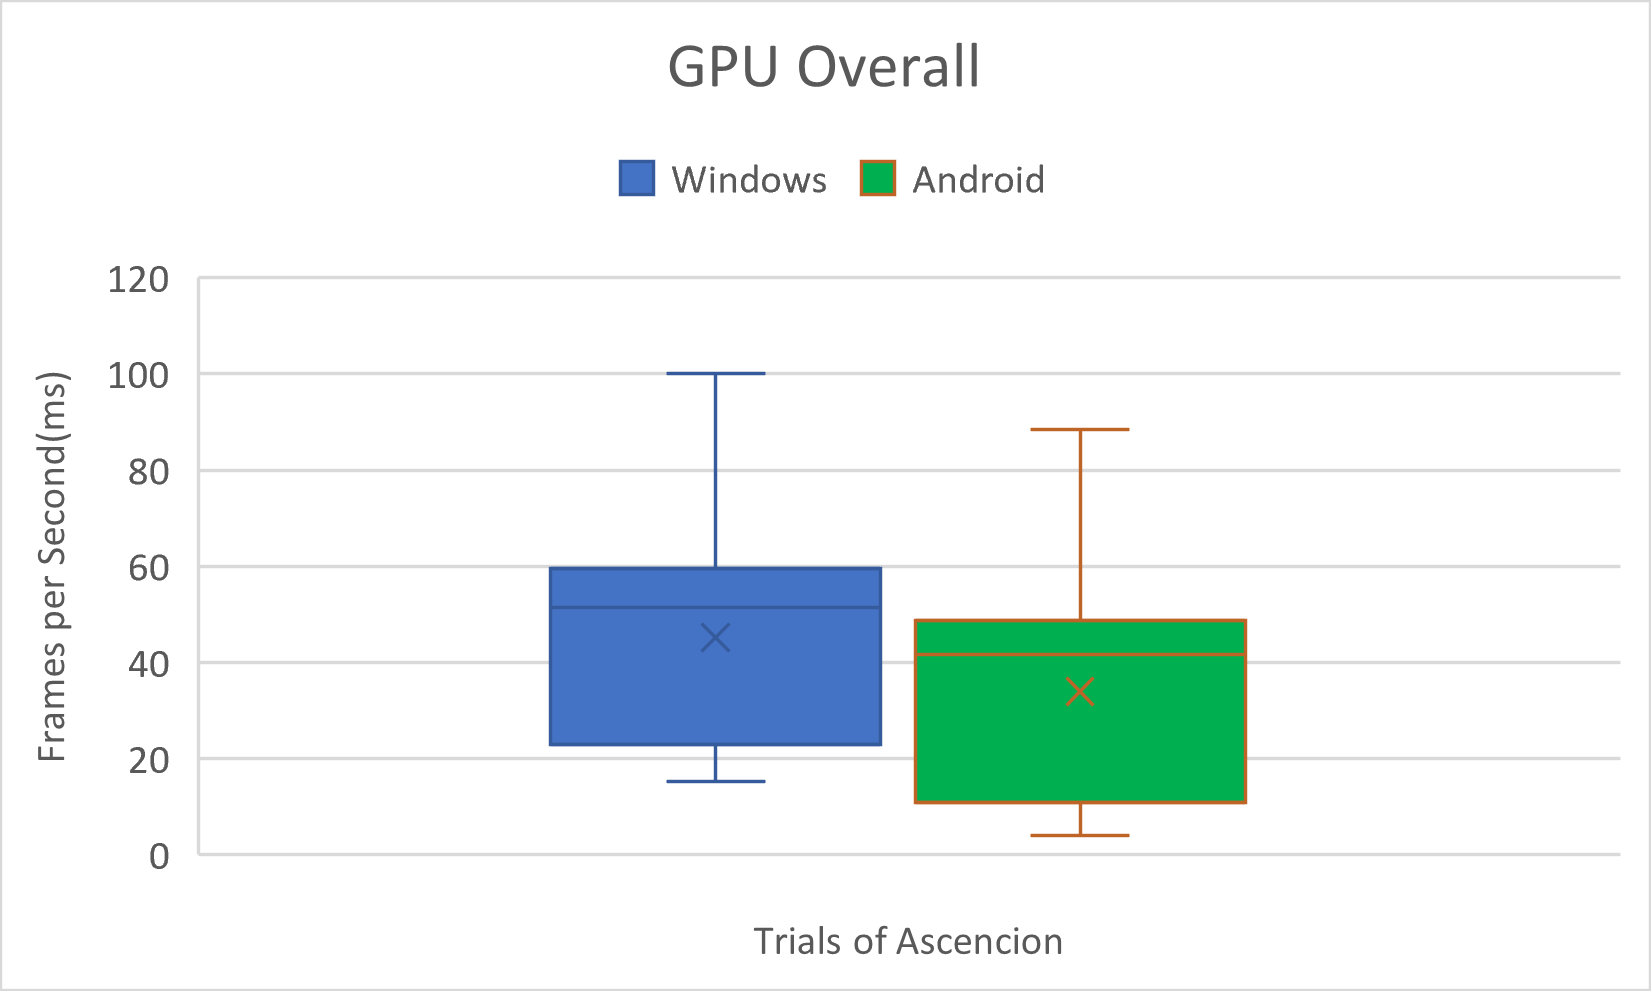 GPU Overall
Windows Android
120
100
80
60
40
20
0
Frames per Second(ms)
Trials of Ascencion